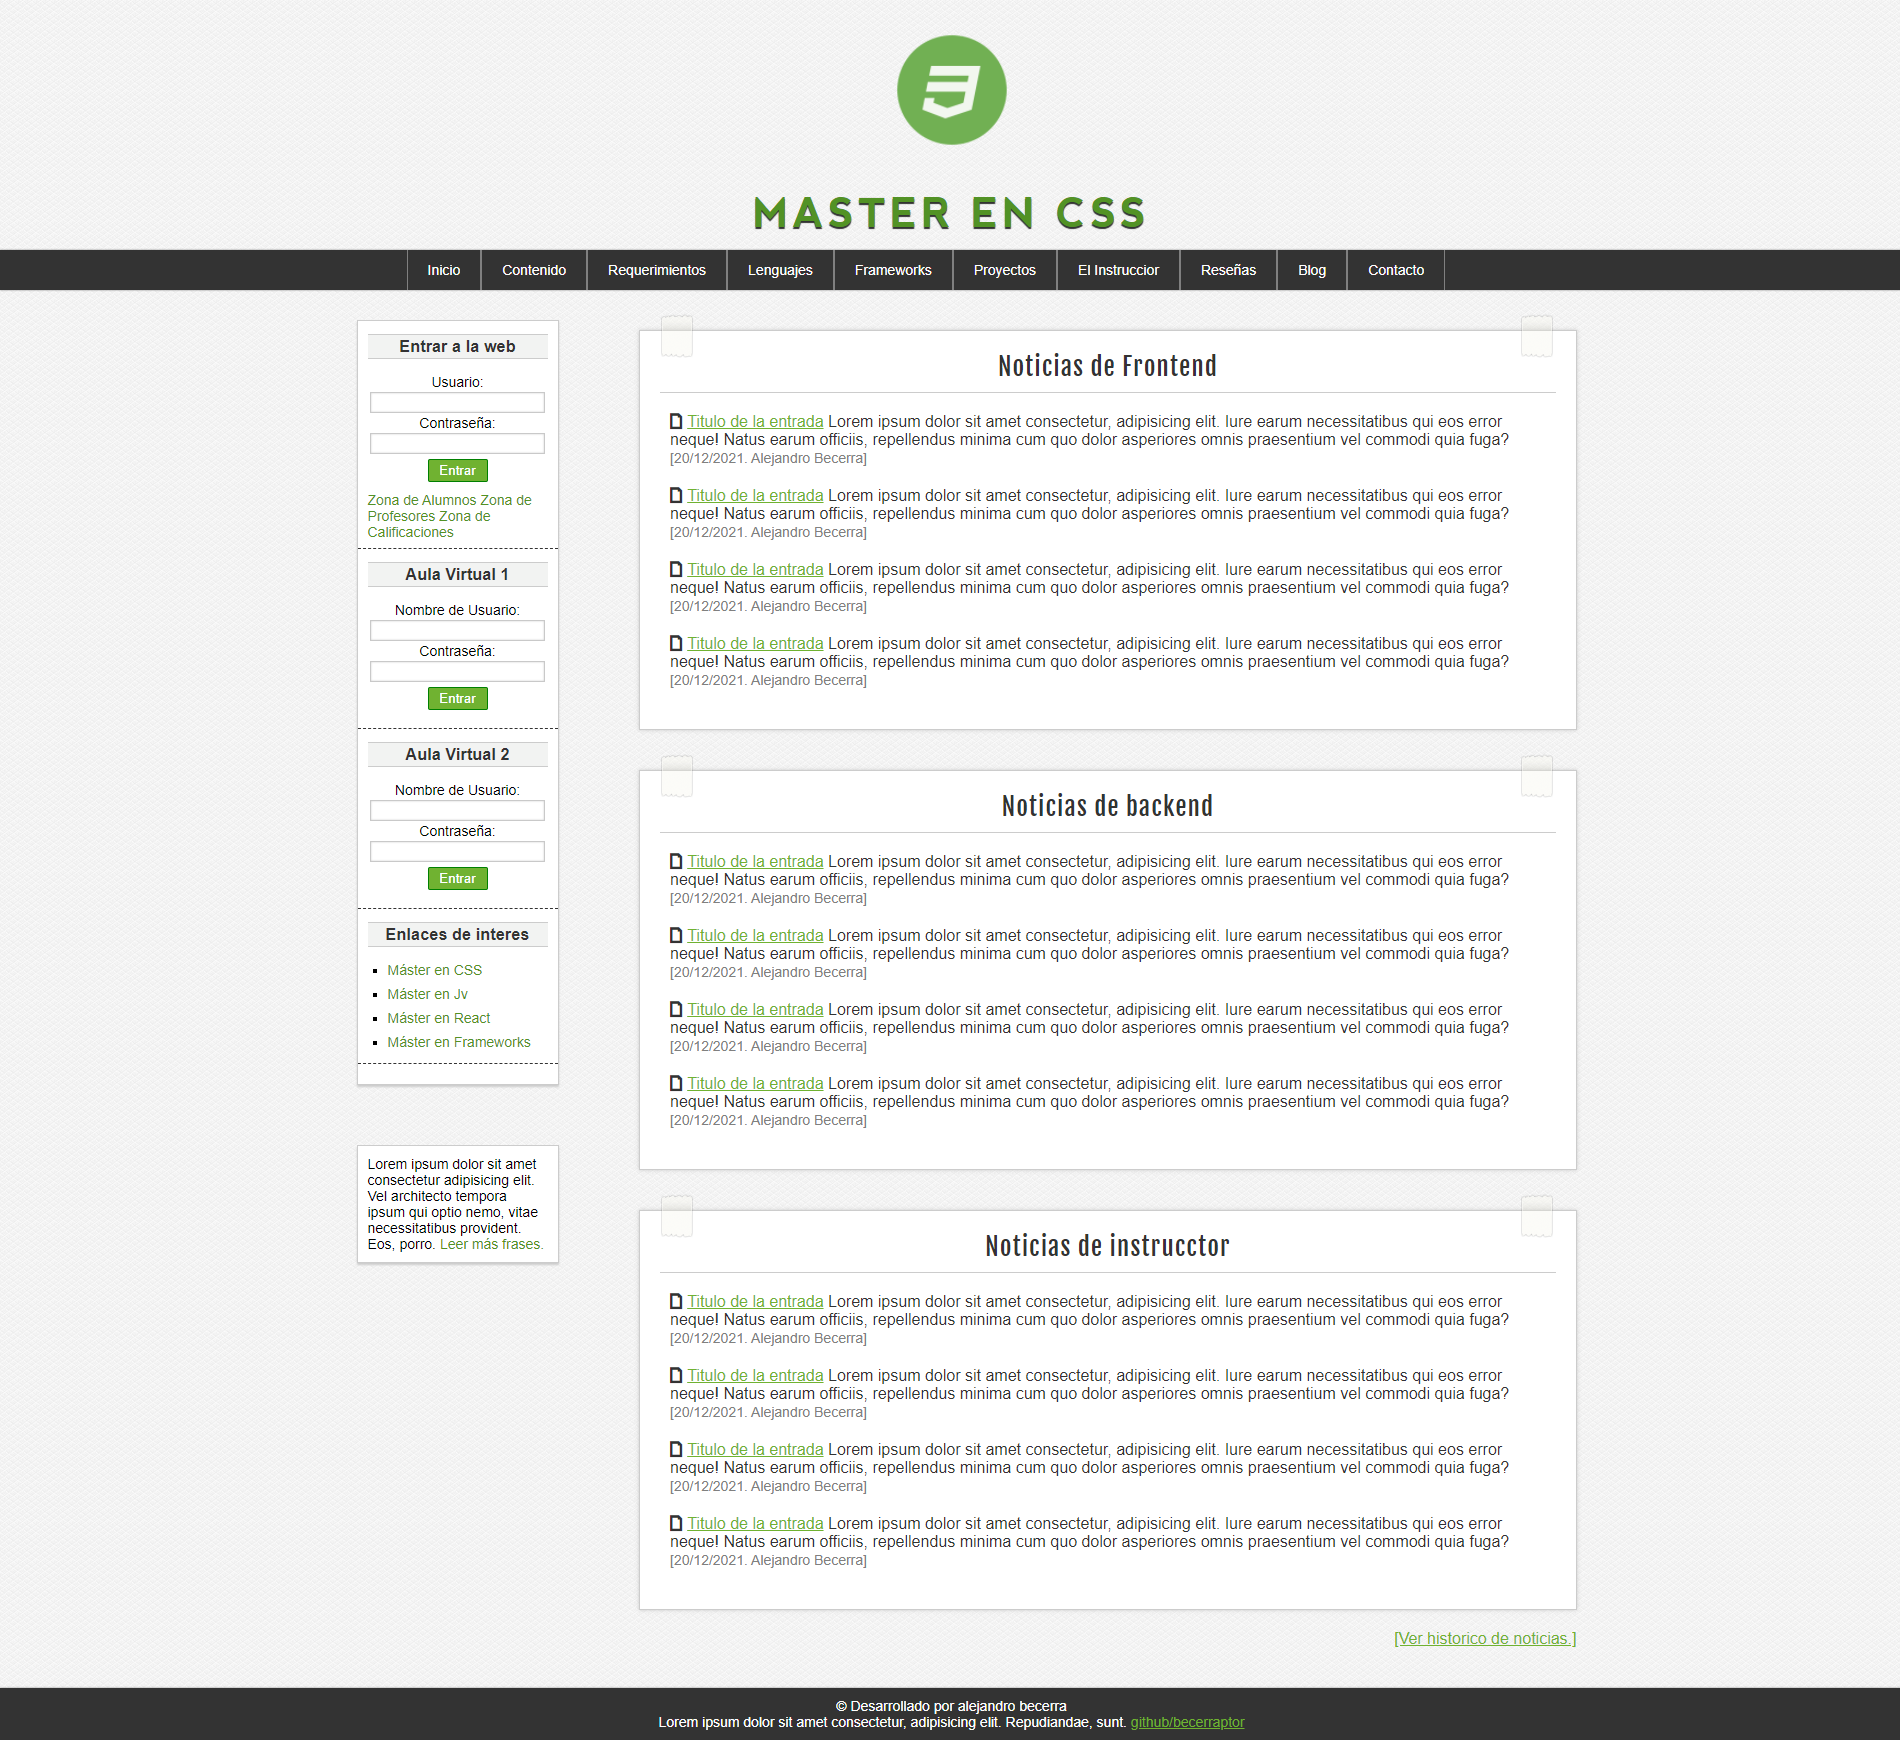 MASTER EN CSS
Inicio Contenido Requerimientos Lenguajes Frameworks Proyectos El Instruccior Reseñas Blog Contacto
Entrar a la web
Usuario:
Contraseña:
Entrar
Zona de Alumnos Zona de
Profesores Zona de
Calificaciones
Aula Virtual 1
Nombre de Usuario:
Contraseña:
Entrar
Aula Virtual 2
Nombre de Usuario:
Contraseña:
Entrar
Enlaces de interes
Máster en CSS
Máster en Jv
Máster en React
Máster en Frameworks
Lorem ipsum dolor sit amet
consectetur adipisicing elit.
Vel architecto tempora
ipsum qui optio nemo, vitae
necessitatibus provident.
Eos, porro. Leer más frases.
Noticias de Frontend
Titulo de la entrada Lorem ipsum dolor sit amet consectetur, adipisicing elit. Iure earum necessitatibus qui eos error
neque! Natus earum officiis, repellendus minima cum quo dolor asperiores omnis praesentium vel commodi quia fuga?
[20/12/2021. Alejandro Becerra]
Titulo de la entrada Lorem ipsum dolor sit amet consectetur, adipisicing elit. Iure earum necessitatibus qui eos error
neque! Natus earum officiis, repellendus minima cum quo dolor asperiores omnis praesentium vel commodi quia fuga?
[20/12/2021. Alejandro Becerra]
Titulo de la entrada Lorem ipsum dolor sit amet consectetur, adipisicing elit. Iure earum necessitatibus qui eos error
neque! Natus earum officiis, repellendus minima cum quo dolor asperiores omnis praesentium vel commodi quia fuga?
[20/12/2021. Alejandro Becerra]
Titulo de la entrada Lorem ipsum dolor sit amet consectetur, adipisicing elit. Iure earum necessitatibus qui eos error
neque! Natus earum officiis, repellendus minima cum quo dolor asperiores omnis praesentium vel commodi quia fuga?
[20/12/2021. Alejandro Becerra]
Noticias de backend
Titulo de la entrada Lorem ipsum dolor sit amet consectetur, adipisicing elit. Iure earum necessitatibus qui eos error
neque! Natus earum officiis, repellendus minima cum quo dolor asperiores omnis praesentium vel commodi quia fuga?
[20/12/2021. Alejandro Becerra]
Titulo de la entrada Lorem ipsum dolor sit amet consectetur, adipisicing elit. Iure earum necessitatibus qui eos error
neque! Natus earum officiis, repellendus minima cum quo dolor asperiores omnis praesentium vel commodi quia fuga?
[20/12/2021. Alejandro Becerra]
Titulo de la entrada Lorem ipsum dolor sit amet consectetur, adipisicing elit. Iure earum necessitatibus qui eos error
neque! Natus earum officiis, repellendus minima cum quo dolor asperiores omnis praesentium vel commodi quia fuga?
[20/12/2021. Alejandro Becerra]
Titulo de la entrada Lorem ipsum dolor sit amet consectetur, adipisicing elit. Iure earum necessitatibus qui eos error
neque! Natus earum officiis, repellendus minima cum quo dolor asperiores omnis praesentium vel commodi quia fuga?
[20/12/2021. Alejandro Becerra]
Noticias de instrucctor
Titulo de la entrada Lorem ipsum dolor sit amet consectetur, adipisicing elit. Iure earum necessitatibus qui eos error
neque! Natus earum officiis, repellendus minima cum quo dolor asperiores omnis praesentium vel commodi quia fuga?
[20/12/2021. Alejandro Becerra]
Titulo de la entrada Lorem ipsum dolor sit amet consectetur, adipisicing elit. Iure earum necessitatibus qui eos error
neque! Natus earum officiis, repellendus minima cum quo dolor asperiores omnis praesentium vel commodi quia fuga?
[20/12/2021. Alejandro Becerra]
Titulo de la entrada Lorem ipsum dolor sit amet consectetur, adipisicing elit. Iure earum necessitatibus qui eos error
neque! Natus earum officiis, repellendus minima cum quo dolor asperiores omnis praesentium vel commodi quia fuga?
[20/12/2021. Alejandro Becerra]
Titulo de la entrada Lorem ipsum dolor sit amet consectetur, adipisicing elit. Iure earum necessitatibus qui eos error
neque! Natus earum officiis, repellendus minima cum quo dolor asperiores omnis praesentium vel commodi quia fuga?
[20/12/2021. Alejandro Becerra]
[Ver historico de noticias.]
© Desarrollado por alejandro becerra
Lorem ipsum dolor sit amet consectetur, adipisicing elit. Repudiandae, sunt. github/becerraptor